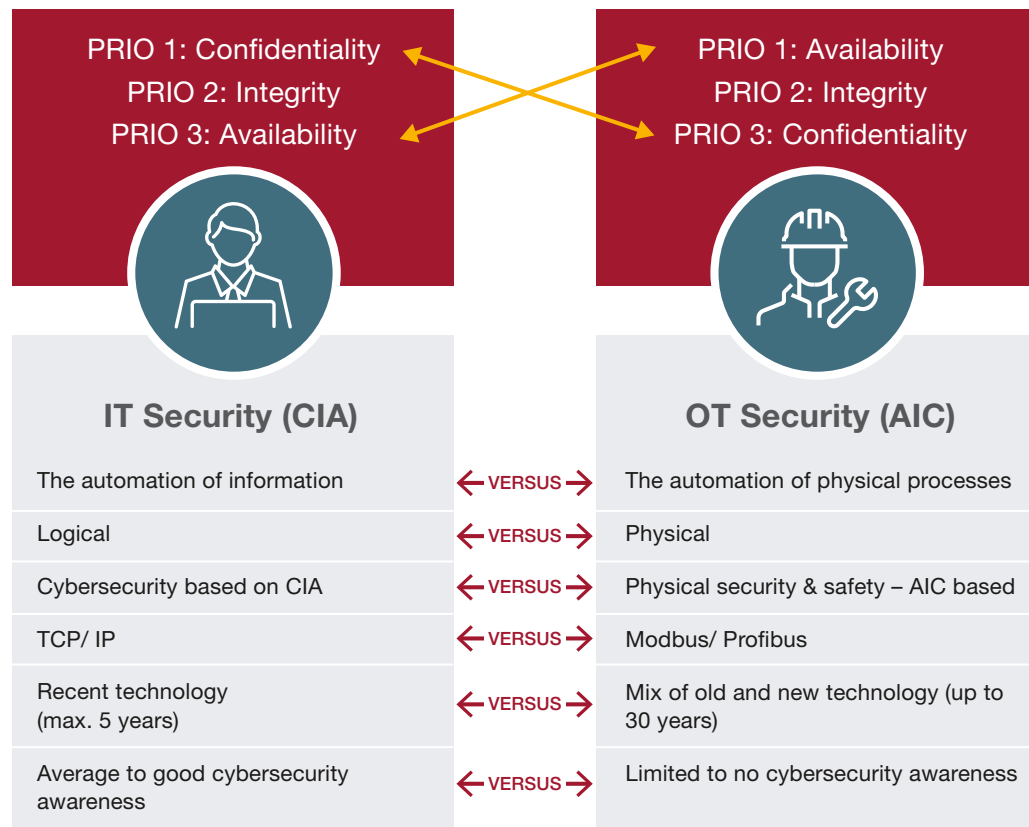 PRIO 1: Confidentiality
PRIO 2: Integrity
PRIO 3: Availability
PRIO 1: Availability
PRIO 2: Integrity
PRIO 3: Confidentiality
IT Security (CIA)
OT Security (AIC)
The automation of information
VERSUS
The automation of physical processes
Logical
VERSUS
Physical
Cybersecurity based on CIA
VERSUS
Physical security & safety – AIC based
TCP/ IP
VERSUS
Modbus/ Profibus
Recent technology
(max. 5 years)
VERSUS
Mix of old and new technology (up to
30 years)
Average to good cybersecurity
awareness
VERSUS
Limited to no cybersecurity awareness